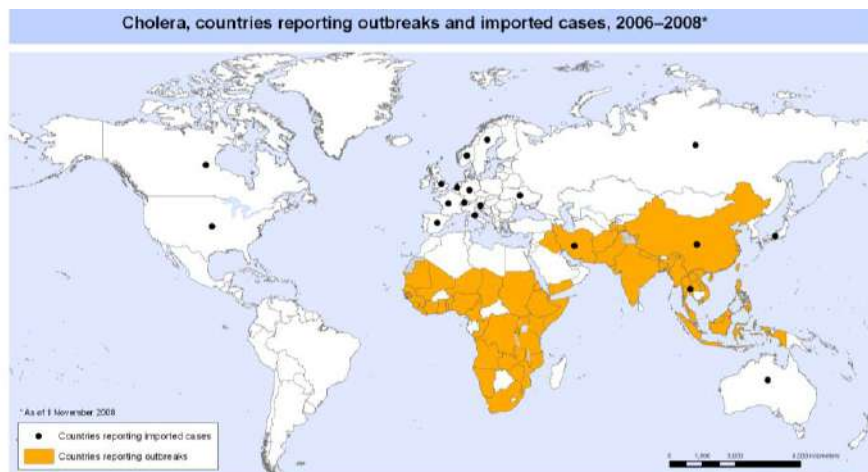 Cholera, countries reporting outbreaks and imported cases, 2006–2008*
*As of 1 November 2008
Countries reporting imported cases
Countries reporting outbreaks